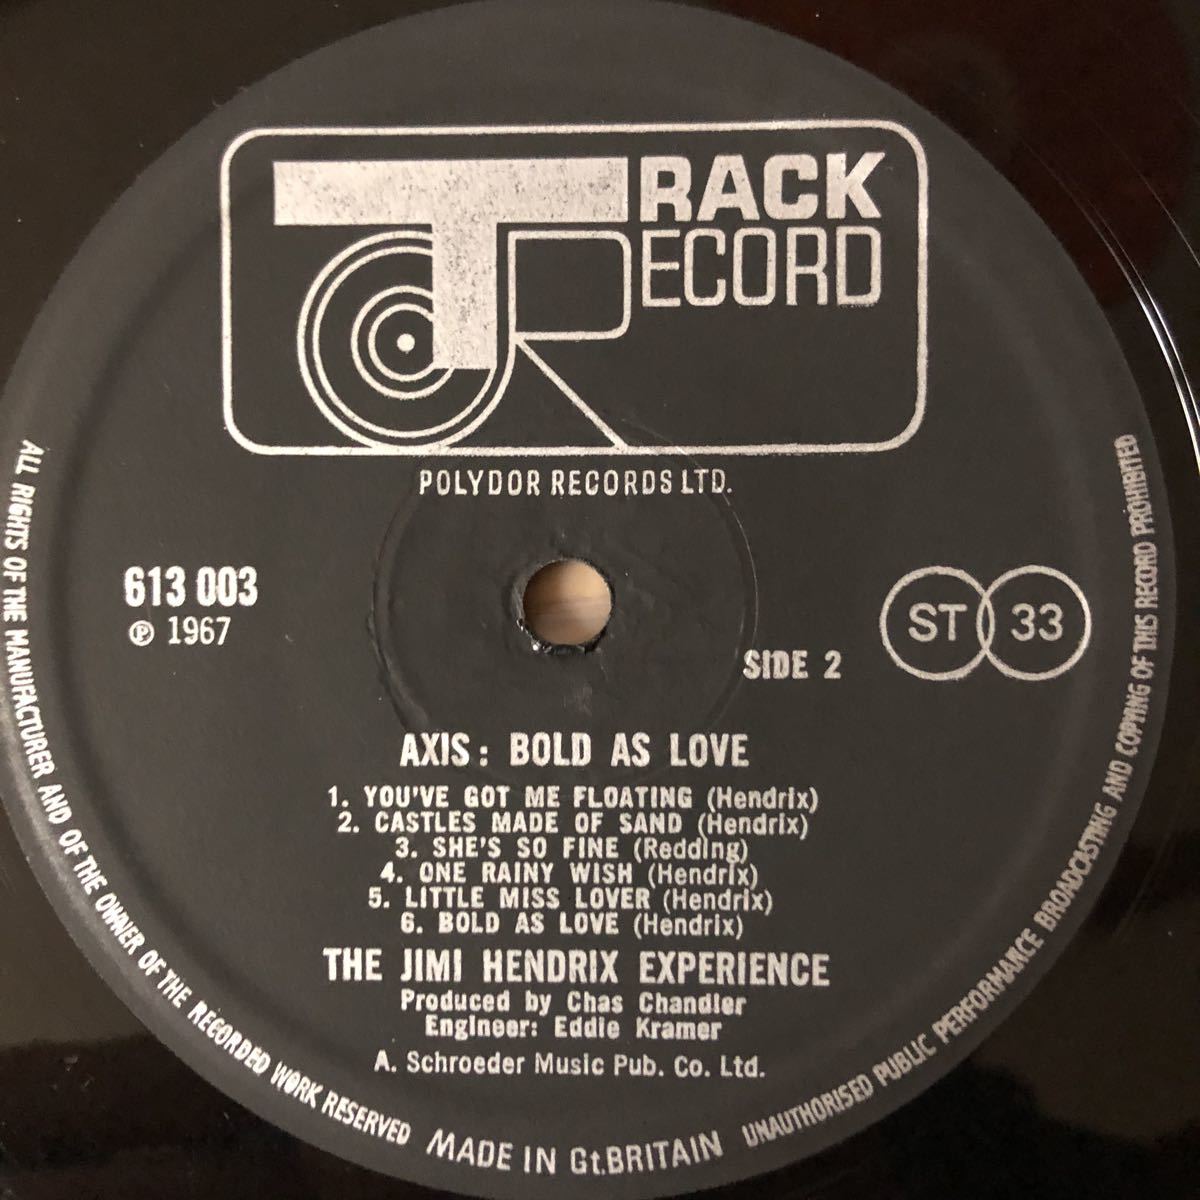 TRACK
RECORD
POLYDOR RECORDS LTD.
613 003
℗ 1967
ST 33
SIDE 2
AXIS: BOLD AS LOVE
1. YOU'VE GOT ME FLOATING (Hendrix)
2. CASTLES MADE OF SAND (Hendrix)
3. SHE'S SO FINE (Redding)
4. ONE RAINY WISH (Hendrix)
5. LITTLE MISS LOVER (Hendrix)
6. BOLD AS LOVE (Hendrix)
THE JIMI HENDRIX EXPERIENCE
Produced by Chas Chandler
Engineer: Eddie Kramer
A. Schroeder Music Pub. Co. Ltd.
ALL RIGHTS OF THE MANUFACTURER AND OF THE OWNER OF THE RECORDED WORK RESERVED
MADE IN Gt.BRITAIN
UNAUTHORISED PUBLIC PERFORMANCE BROADCASTING AND COPYING OF THIS RECORD PROHIBITED